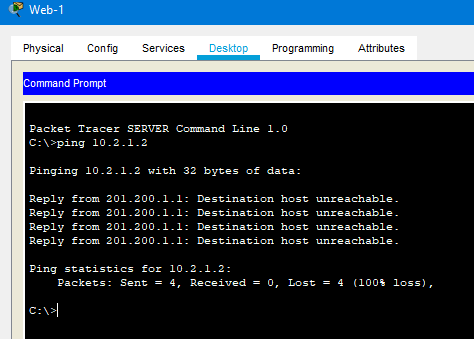 Web-1
Physical Config Services Desktop Programming Attributes
Command Prompt
Packet Tracer SERVER Command Line 1.0
C:\>ping 10.2.1.2
Pinging 10.2.1.2 with 32 bytes of data:
Reply from 201.200.1.1: Destination host unreachable.
Reply from 201.200.1.1: Destination host unreachable.
Reply from 201.200.1.1: Destination host unreachable.
Reply from 201.200.1.1: Destination host unreachable.
Ping statistics for 10.2.1.2:
    Packets: Sent = 4, Received = 0, Lost = 4 (100% loss),
C:\>